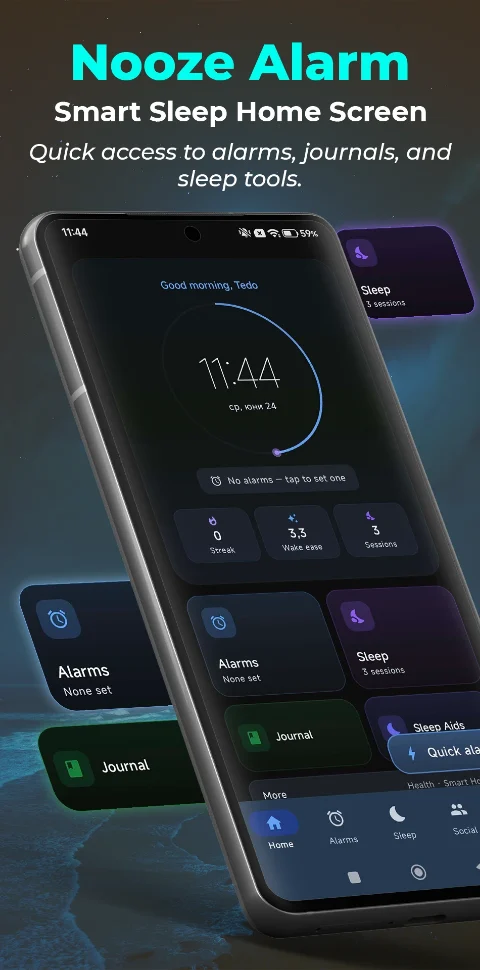 Nooze Alarm
Smart Sleep Home Screen
Quick access to alarms, journals, and
sleep tools.
11:44
59%
Good morning, Tedo
11:44
ср, юни 24
No alarms – tap to set one
0
Streak
3,3
Wake ease
3
Sessions
Sleep
3 sessions
Alarms
None set
Sleep
3 sessions
Alarms
None set
Journal
Sleep Aids
Journal
Quick ala
More
Health · Smart Ho
Home
Alarms
Sleep
Social